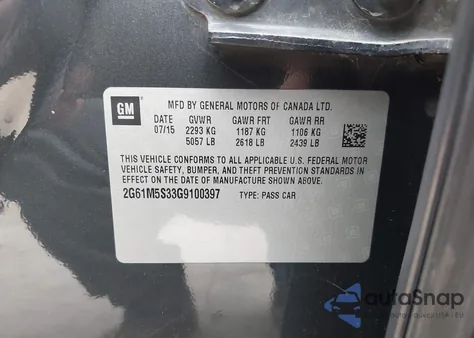 GM
MFD BY GENERAL MOTORS OF CANADA LTD.
DATE GVWR GAWR FRT GAWR RR
07/15 2293 KG 1187 KG 1106 KG
5057 LB 2618 LB 2439 LB
THIS VEHICLE CONFORMS TO ALL APPLICABLE U.S. FEDERAL MOTOR
VEHICLE SAFETY, BUMPER, AND THEFT PREVENTION STANDARDS
IN EFFECT ON THE DATE OF MANUFACTURE SHOWN ABOVE.
2G61M5S33G9100397 TYPE: PASS CAR
autoSnap